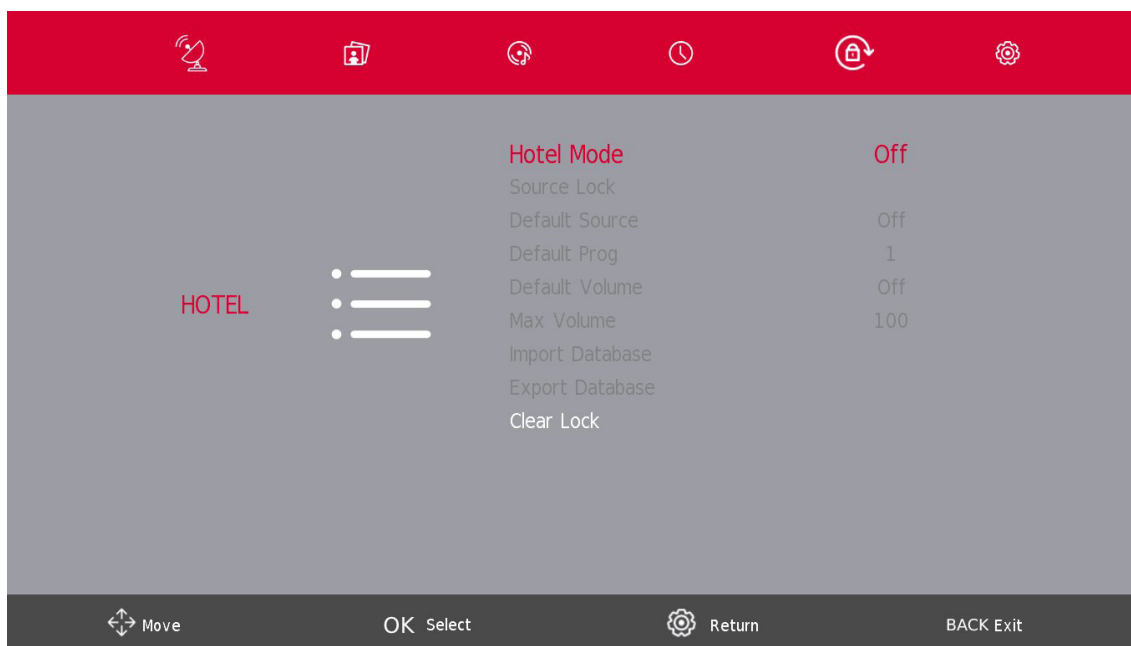 Hotel Mode Off
Source Lock
Default Source Off
Default Prog 1
Default Volume Off
HOTEL
Max Volume 100
Import Database
Export Database
Clear Lock
Move OK Select Return BACK Exit